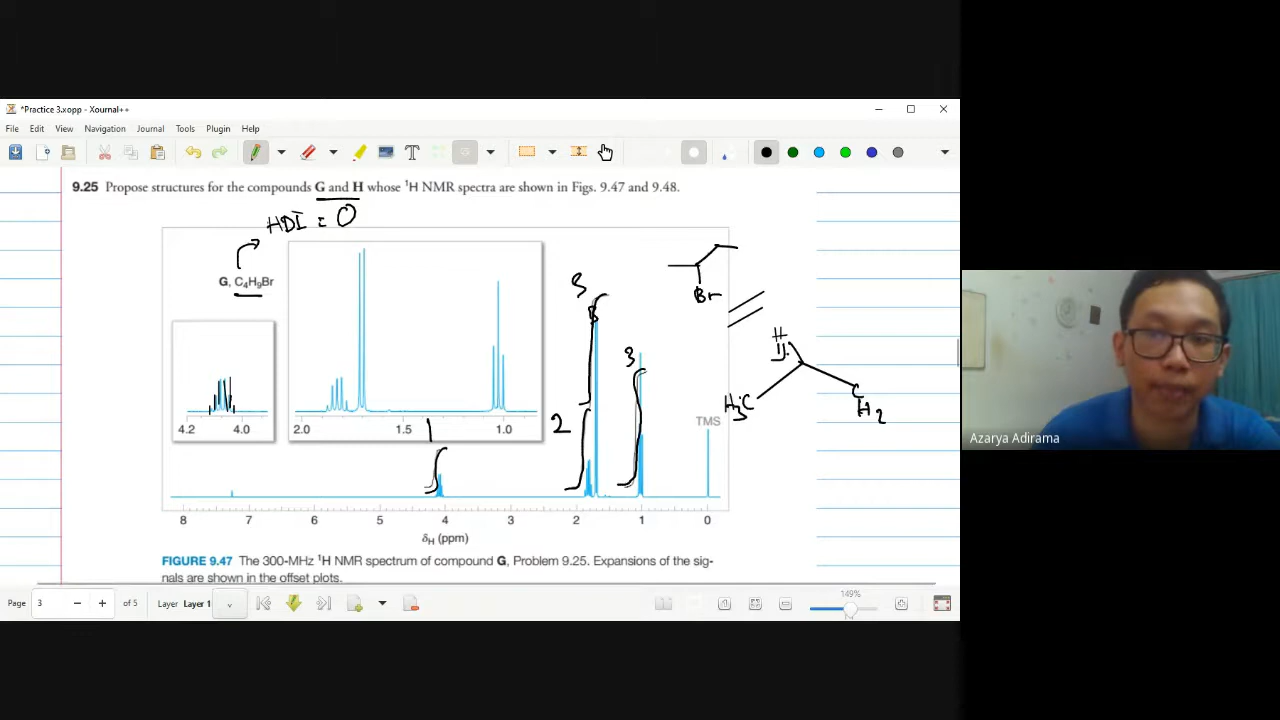 *Practice 3.xopp - Xournal++
File Edit View Navigation Journal Tools Plugin Help
9.25 Propose structures for the compounds G and H whose ¹H NMR spectra are shown in Figs. 9.47 and 9.48.
HDI = 0
G, C₄H₉Br
Br
3
3
2
1
H
H₃C
CH₂
4.2 4.0
2.0 1.5 1.0
TMS
8 7 6 5 4 3 2 1 0
δH (ppm)
FIGURE 9.47 The 300-MHz ¹H NMR spectrum of compound G, Problem 9.25. Expansions of the sig-
nals are shown in the offset plots.
Page 3 of 5 Layer Layer 1 149%
Azarya Adirama